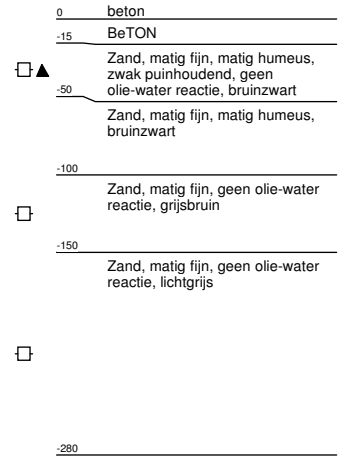 0 beton
-15 BeTON
Zand, matig fijn, matig humeus,
zwak puinhoudend, geen
olie-water reactie, bruinzwart
-50
Zand, matig fijn, matig humeus,
bruinzwart
-100
Zand, matig fijn, geen olie-water
reactie, grijsbruin
-150
Zand, matig fijn, geen olie-water
reactie, lichtgrijs
-280